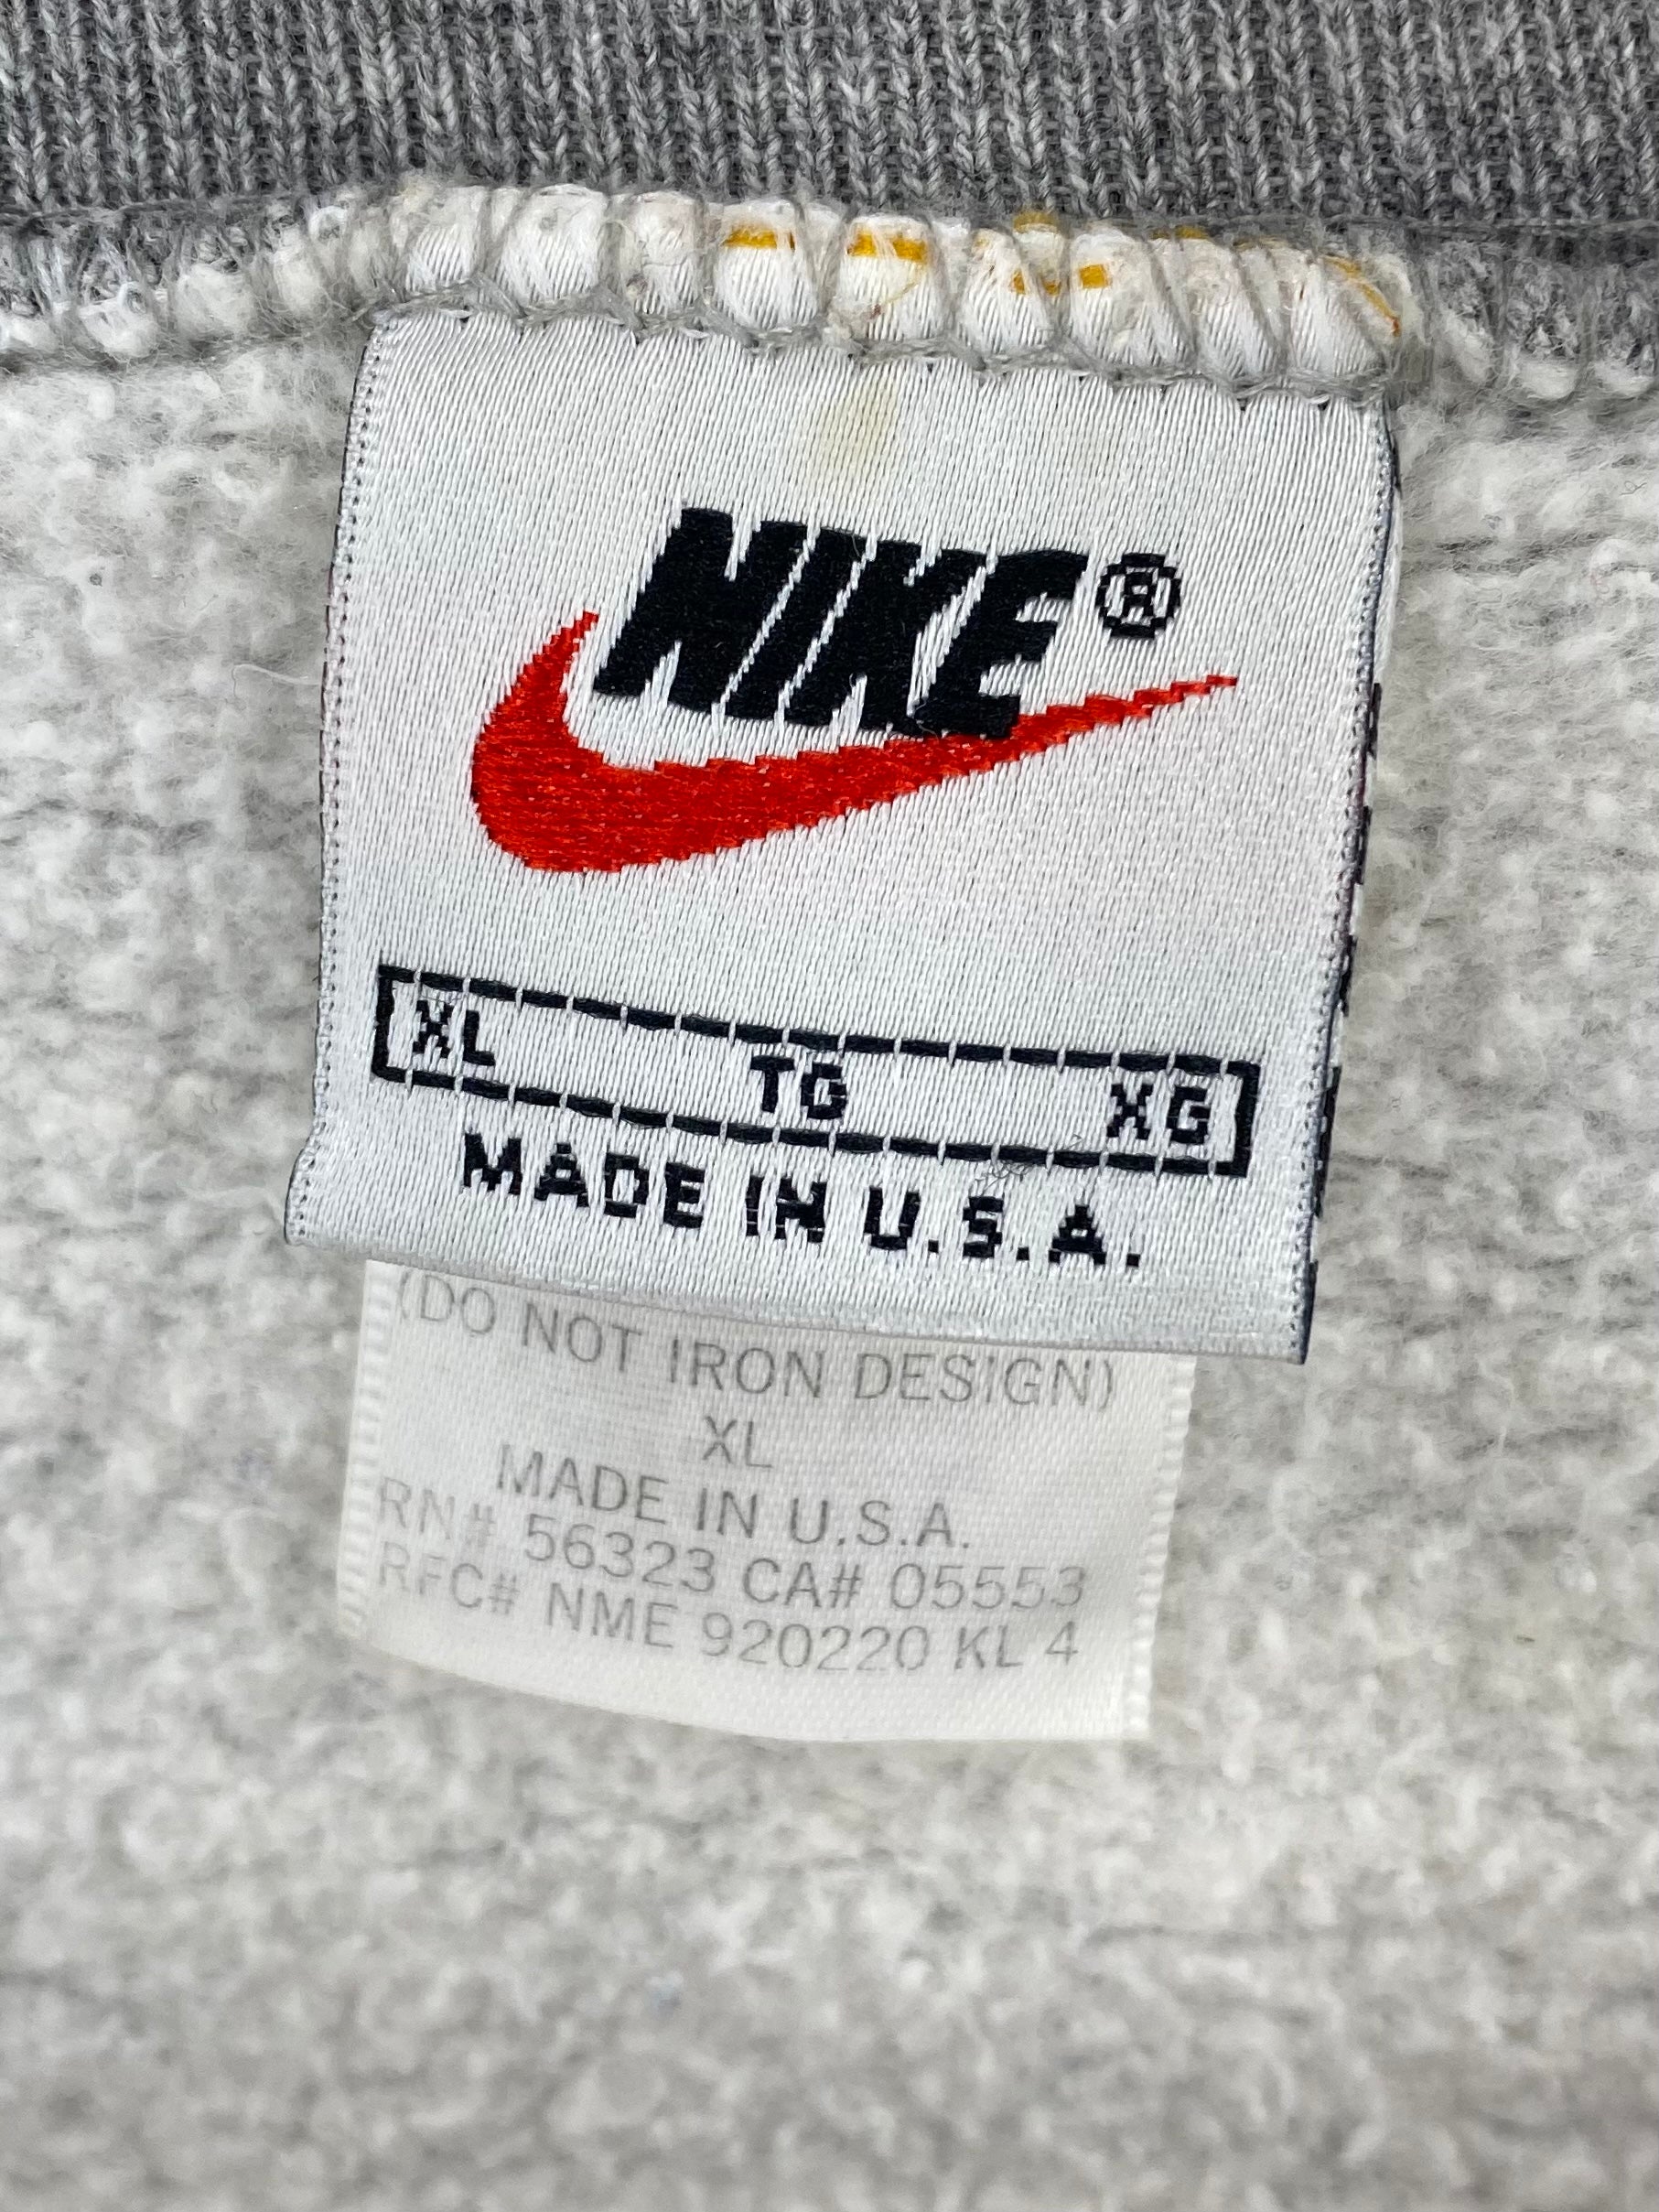 NIKE®
XL TG XG
MADE IN U.S.A.
(DO NOT IRON DESIGN)
XL
MADE IN U.S.A.
RN# 56323 CA# 05553
RFC# NME 920220 KL 4